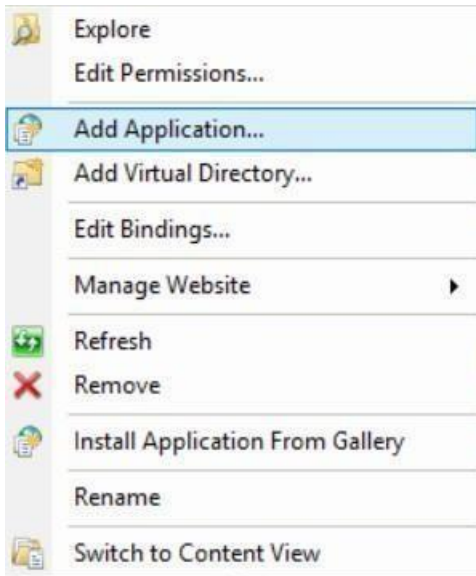 Explore
Edit Permissions...
Add Application...
Add Virtual Directory...
Edit Bindings...
Manage Website
Refresh
Remove
Install Application From Gallery
Rename
Switch to Content View